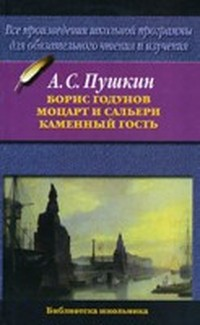 Все произведения школьной программы
для обязательного чтения и изучения
А. С. Пушкин
БОРИС ГОДУНОВ
МОЦАРТ И САЛЬЕРИ
КАМЕННЫЙ ГОСТЬ
Библиотека школьника